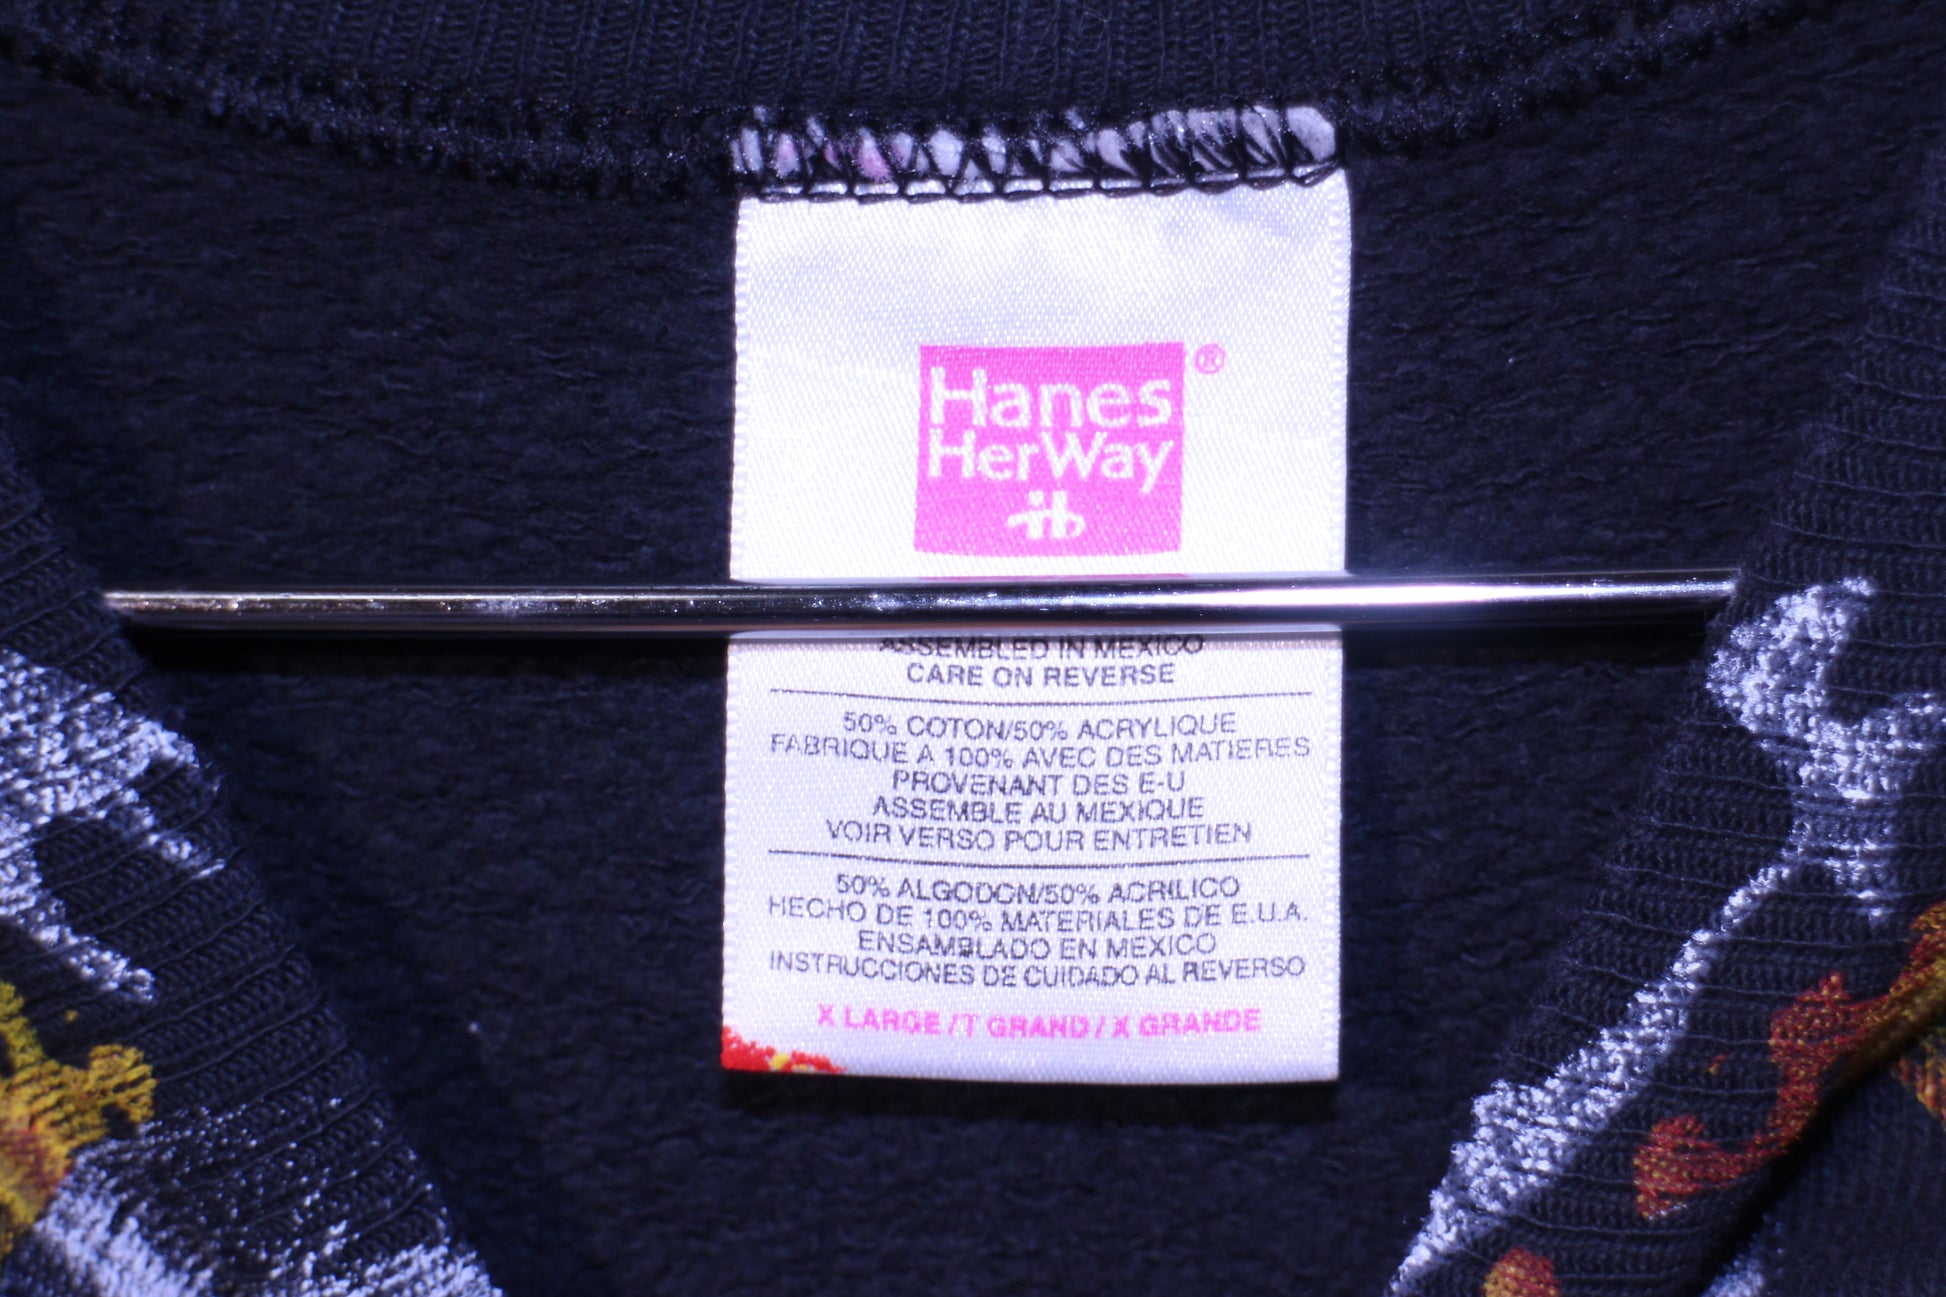 Hanes ®
HerWay
ASSEMBLED IN MEXICO
CARE ON REVERSE
50% COTON/50% ACRYLIQUE
FABRIQUE A 100% AVEC DES MATIERES
PROVENANT DES E-U
ASSEMBLE AU MEXIQUE
VOIR VERSO POUR ENTRETIEN
50% ALGODON/50% ACRILICO
HECHO DE 100% MATERIALES DE E.U.A.
ENSAMBLADO EN MEXICO
INSTRUCCIONES DE CUIDADO AL REVERSO
X LARGE / T GRAND / X GRANDE